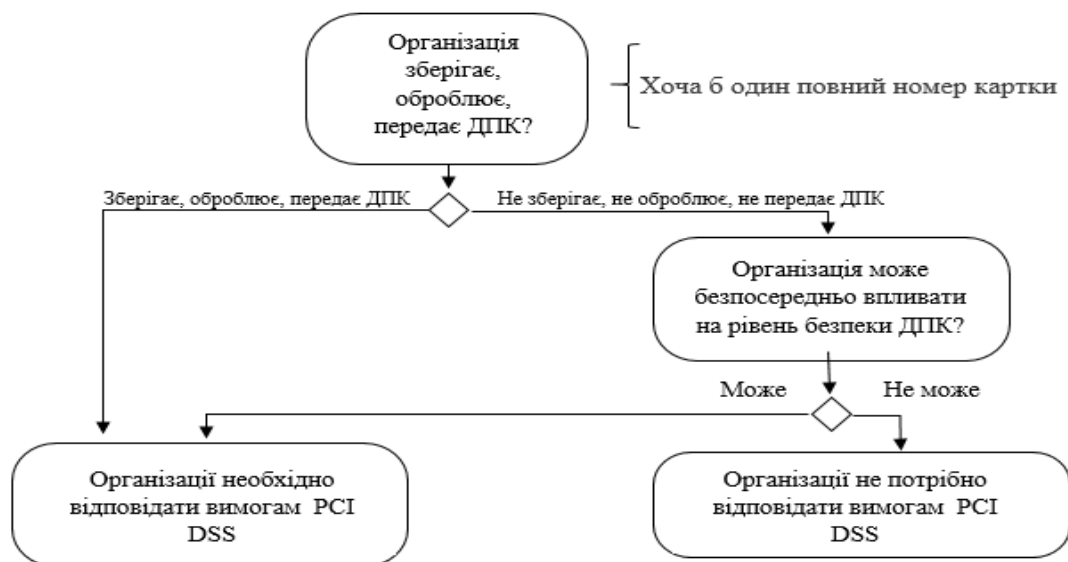 Організація
зберігає,
оброблює,
передає ДПК?
Хоча б один повний номер картки
Зберігає, оброблює, передає ДПК
Не зберігає, не оброблює, не передає ДПК
Організація може
безпосередньо впливати
на рівень безпеки ДПК?
Може
Не може
Організації необхідно
відповідати вимогам PCI
DSS
Організації не потрібно
відповідати вимогам PCI
DSS